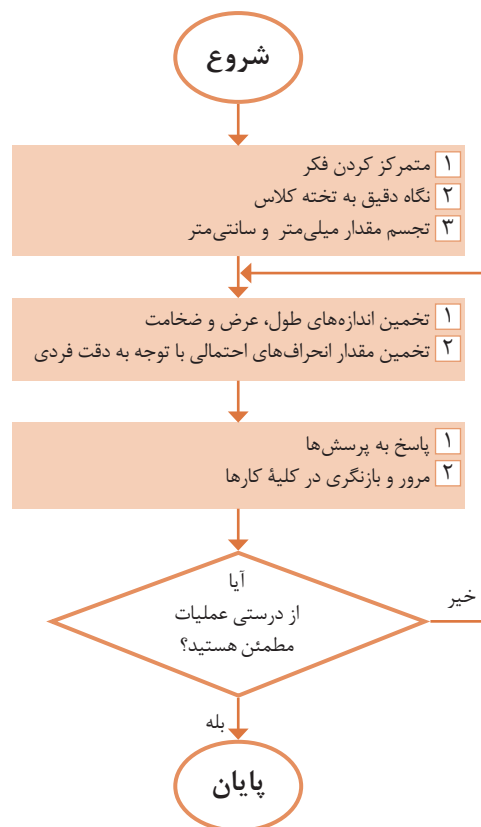 شروع
۱ متمرکز کردن فکر
۲ نگاه دقیق به تخته کلاس
۳ تجسم مقدار میلی‌متر و سانتی‌متر
۱ تخمین اندازه‌های طول، عرض و ضخامت
۲ تخمین مقدار انحراف‌های احتمالی با توجه به دقت فردی
۱ پاسخ به پرسش‌ها
۲ مرور و بازنگری در کلیهٔ کارها
آیا
از درستی عملیات
مطمئن هستید؟
خیر
بله
پایان